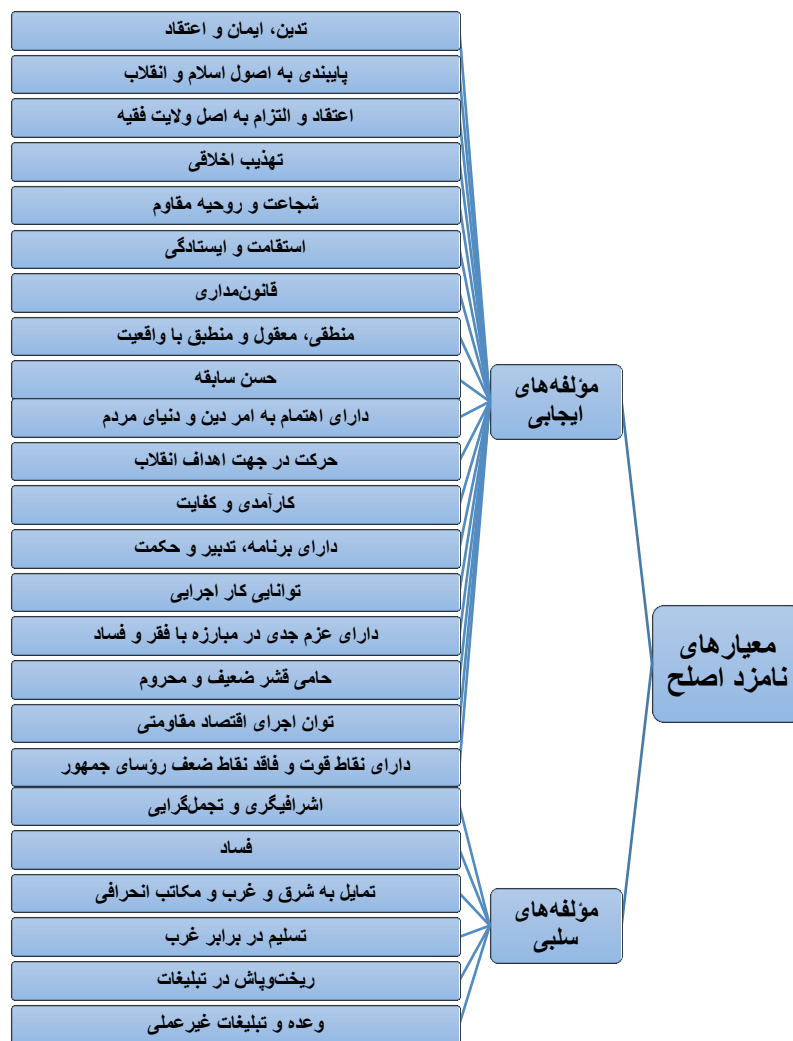 معیارهای
نامزد اصلح
مؤلفه‌های
ایجابی
تدین، ایمان و اعتقاد
پایبندی به اصول اسلام و انقلاب
اعتقاد و التزام به اصل ولایت فقیه
تهذیب اخلاقی
شجاعت و روحیه مقاوم
استقامت و ایستادگی
قانون‌مداری
منطقی، معقول و منطبق با واقعیت
حسن سابقه
دارای اهتمام به امر دین و دنیای مردم
حرکت در جهت اهداف انقلاب
کارآمدی و کفایت
دارای برنامه، تدبیر و حکمت
توانایی کار اجرایی
دارای عزم جدی در مبارزه با فقر و فساد
حامی قشر ضعیف و محروم
توان اجرای اقتصاد مقاومتی
دارای نقاط قوت و فاقد نقاط ضعف رؤسای جمهور
مؤلفه‌های
سلبی
اشرافیگری و تجمل‌گرایی
فساد
تمایل به شرق و غرب و مکاتب انحرافی
تسلیم در برابر غرب
ریخت‌وپاش در تبلیغات
وعده و تبلیغات غیرعملی